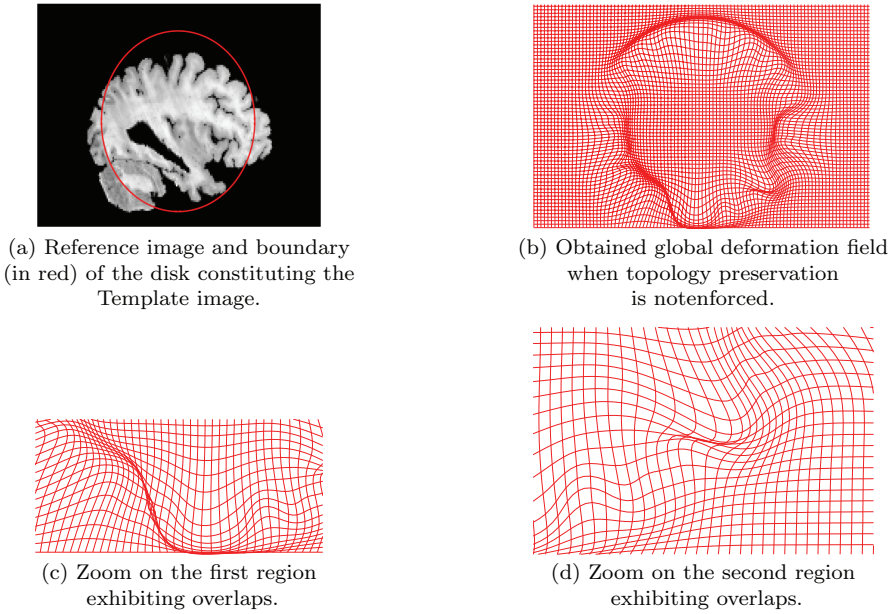 (a) Reference image and boundary
(in red) of the disk constituting the
Template image.
(b) Obtained global deformation field
when topology preservation
is notenforced.
(c) Zoom on the first region
exhibiting overlaps.
(d) Zoom on the second region
exhibiting overlaps.